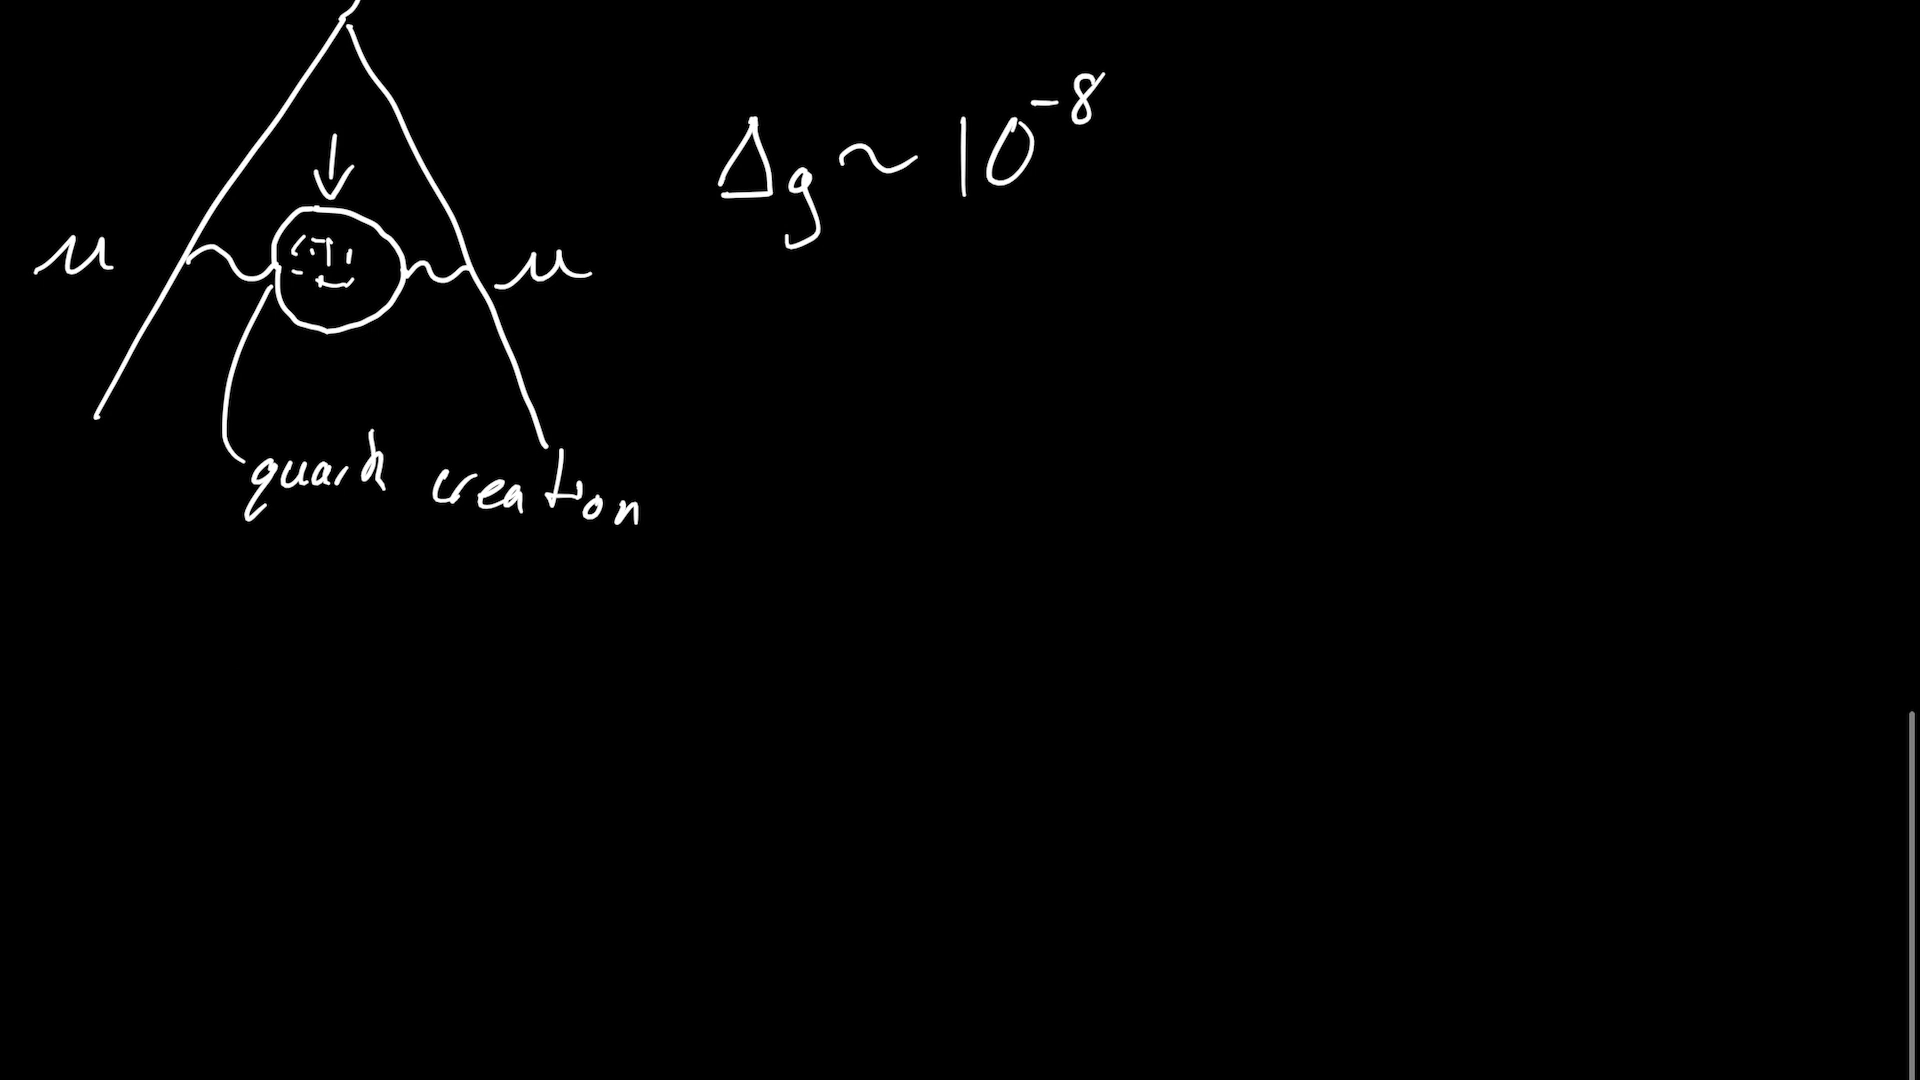 Δg ~ 10⁻⁸
μ μ
quark creation